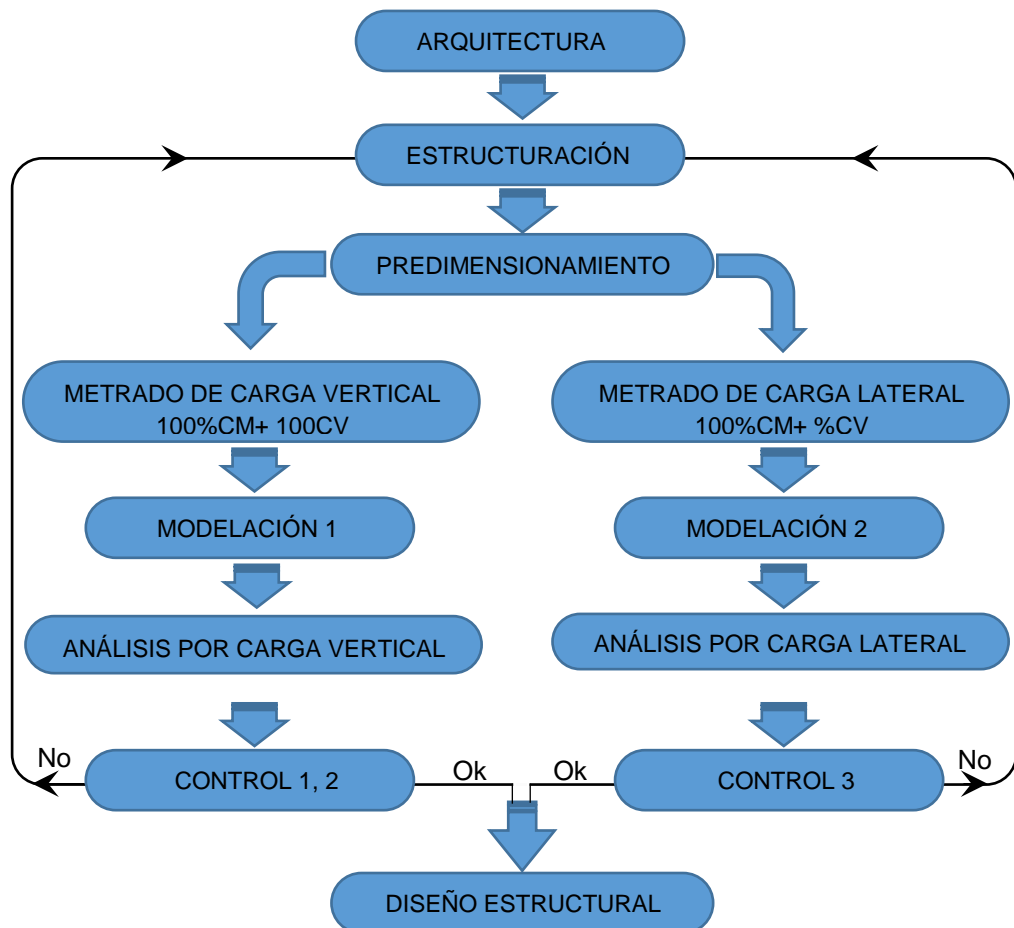 ARQUITECTURA
ESTRUCTURACIÓN
PREDIMENSIONAMIENTO
METRADO DE CARGA VERTICAL
100%CM+ 100CV
METRADO DE CARGA LATERAL
100%CM+ %CV
MODELACIÓN 1
MODELACIÓN 2
ANÁLISIS POR CARGA VERTICAL
ANÁLISIS POR CARGA LATERAL
No
CONTROL 1, 2
Ok
Ok
CONTROL 3
No
DISEÑO ESTRUCTURAL